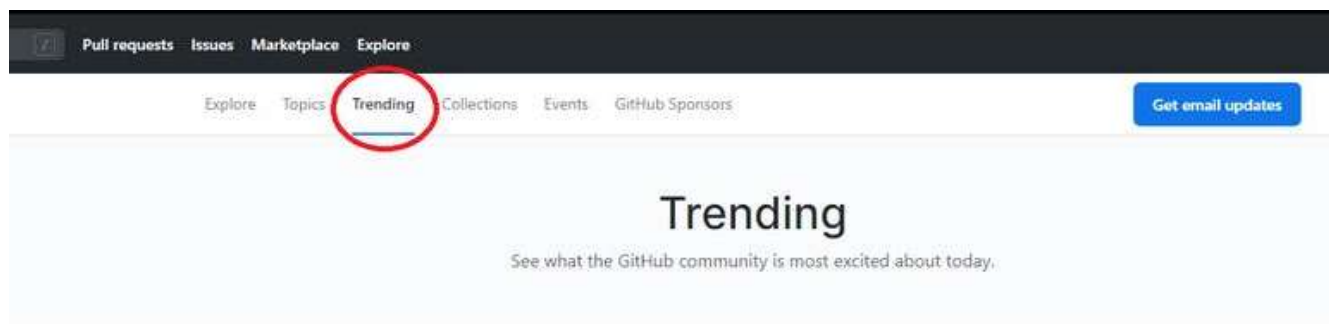 / Pull requests Issues Marketplace Explore
Explore Topics Trending Collections Events GitHub Sponsors Get email updates
Trending
See what the GitHub community is most excited about today.